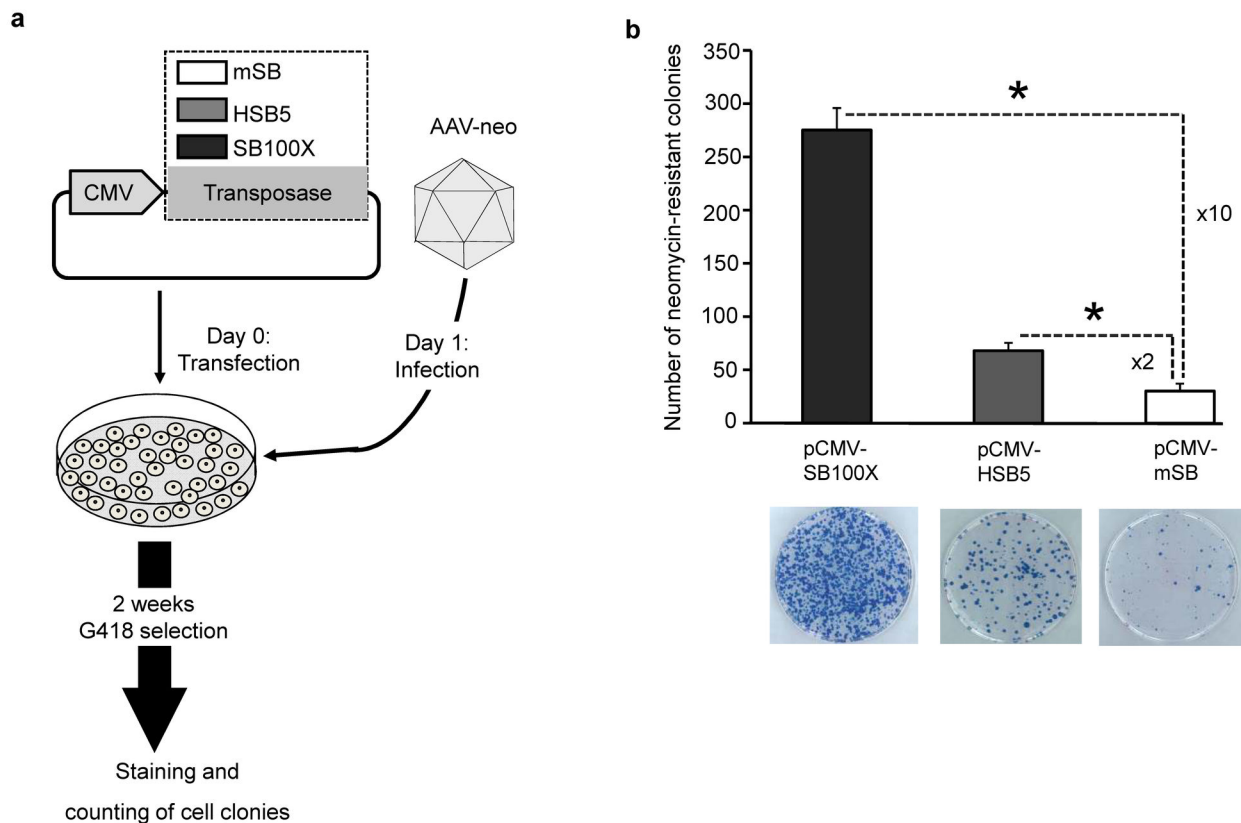 a
mSB
HSB5
SB100X
CMV
Transposase
AAV-neo
Day 0:
Transfection
Day 1:
Infection
2 weeks
G418 selection
Staining and
counting of cell clonies
b
Number of neomycin-resistant colonies
350
300
250
200
150
100
50
0
*
x10
*
x2
pCMV-
SB100X
pCMV-
HSB5
pCMV-
mSB